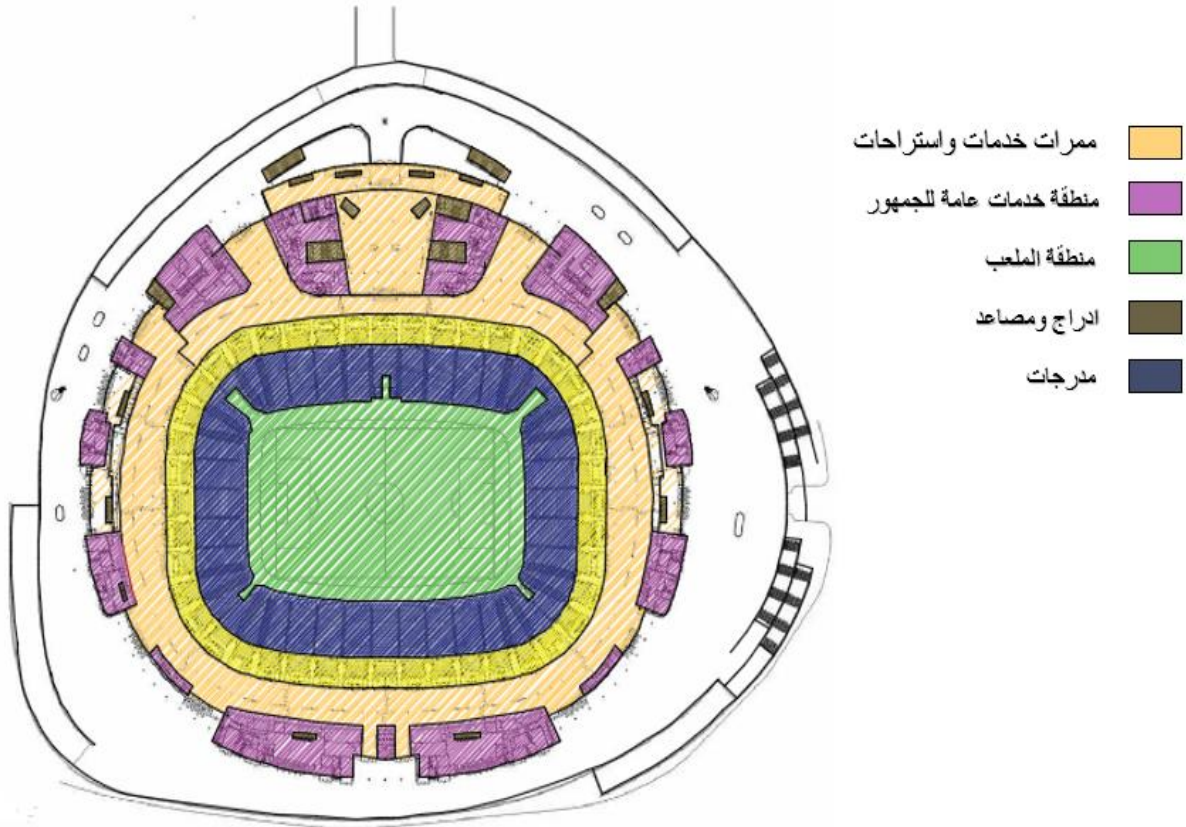 ممرات خدمات واستراحات
منطقة خدمات عامة للجمهور
منطقة الملعب
ادراج ومصاعد
مدرجات